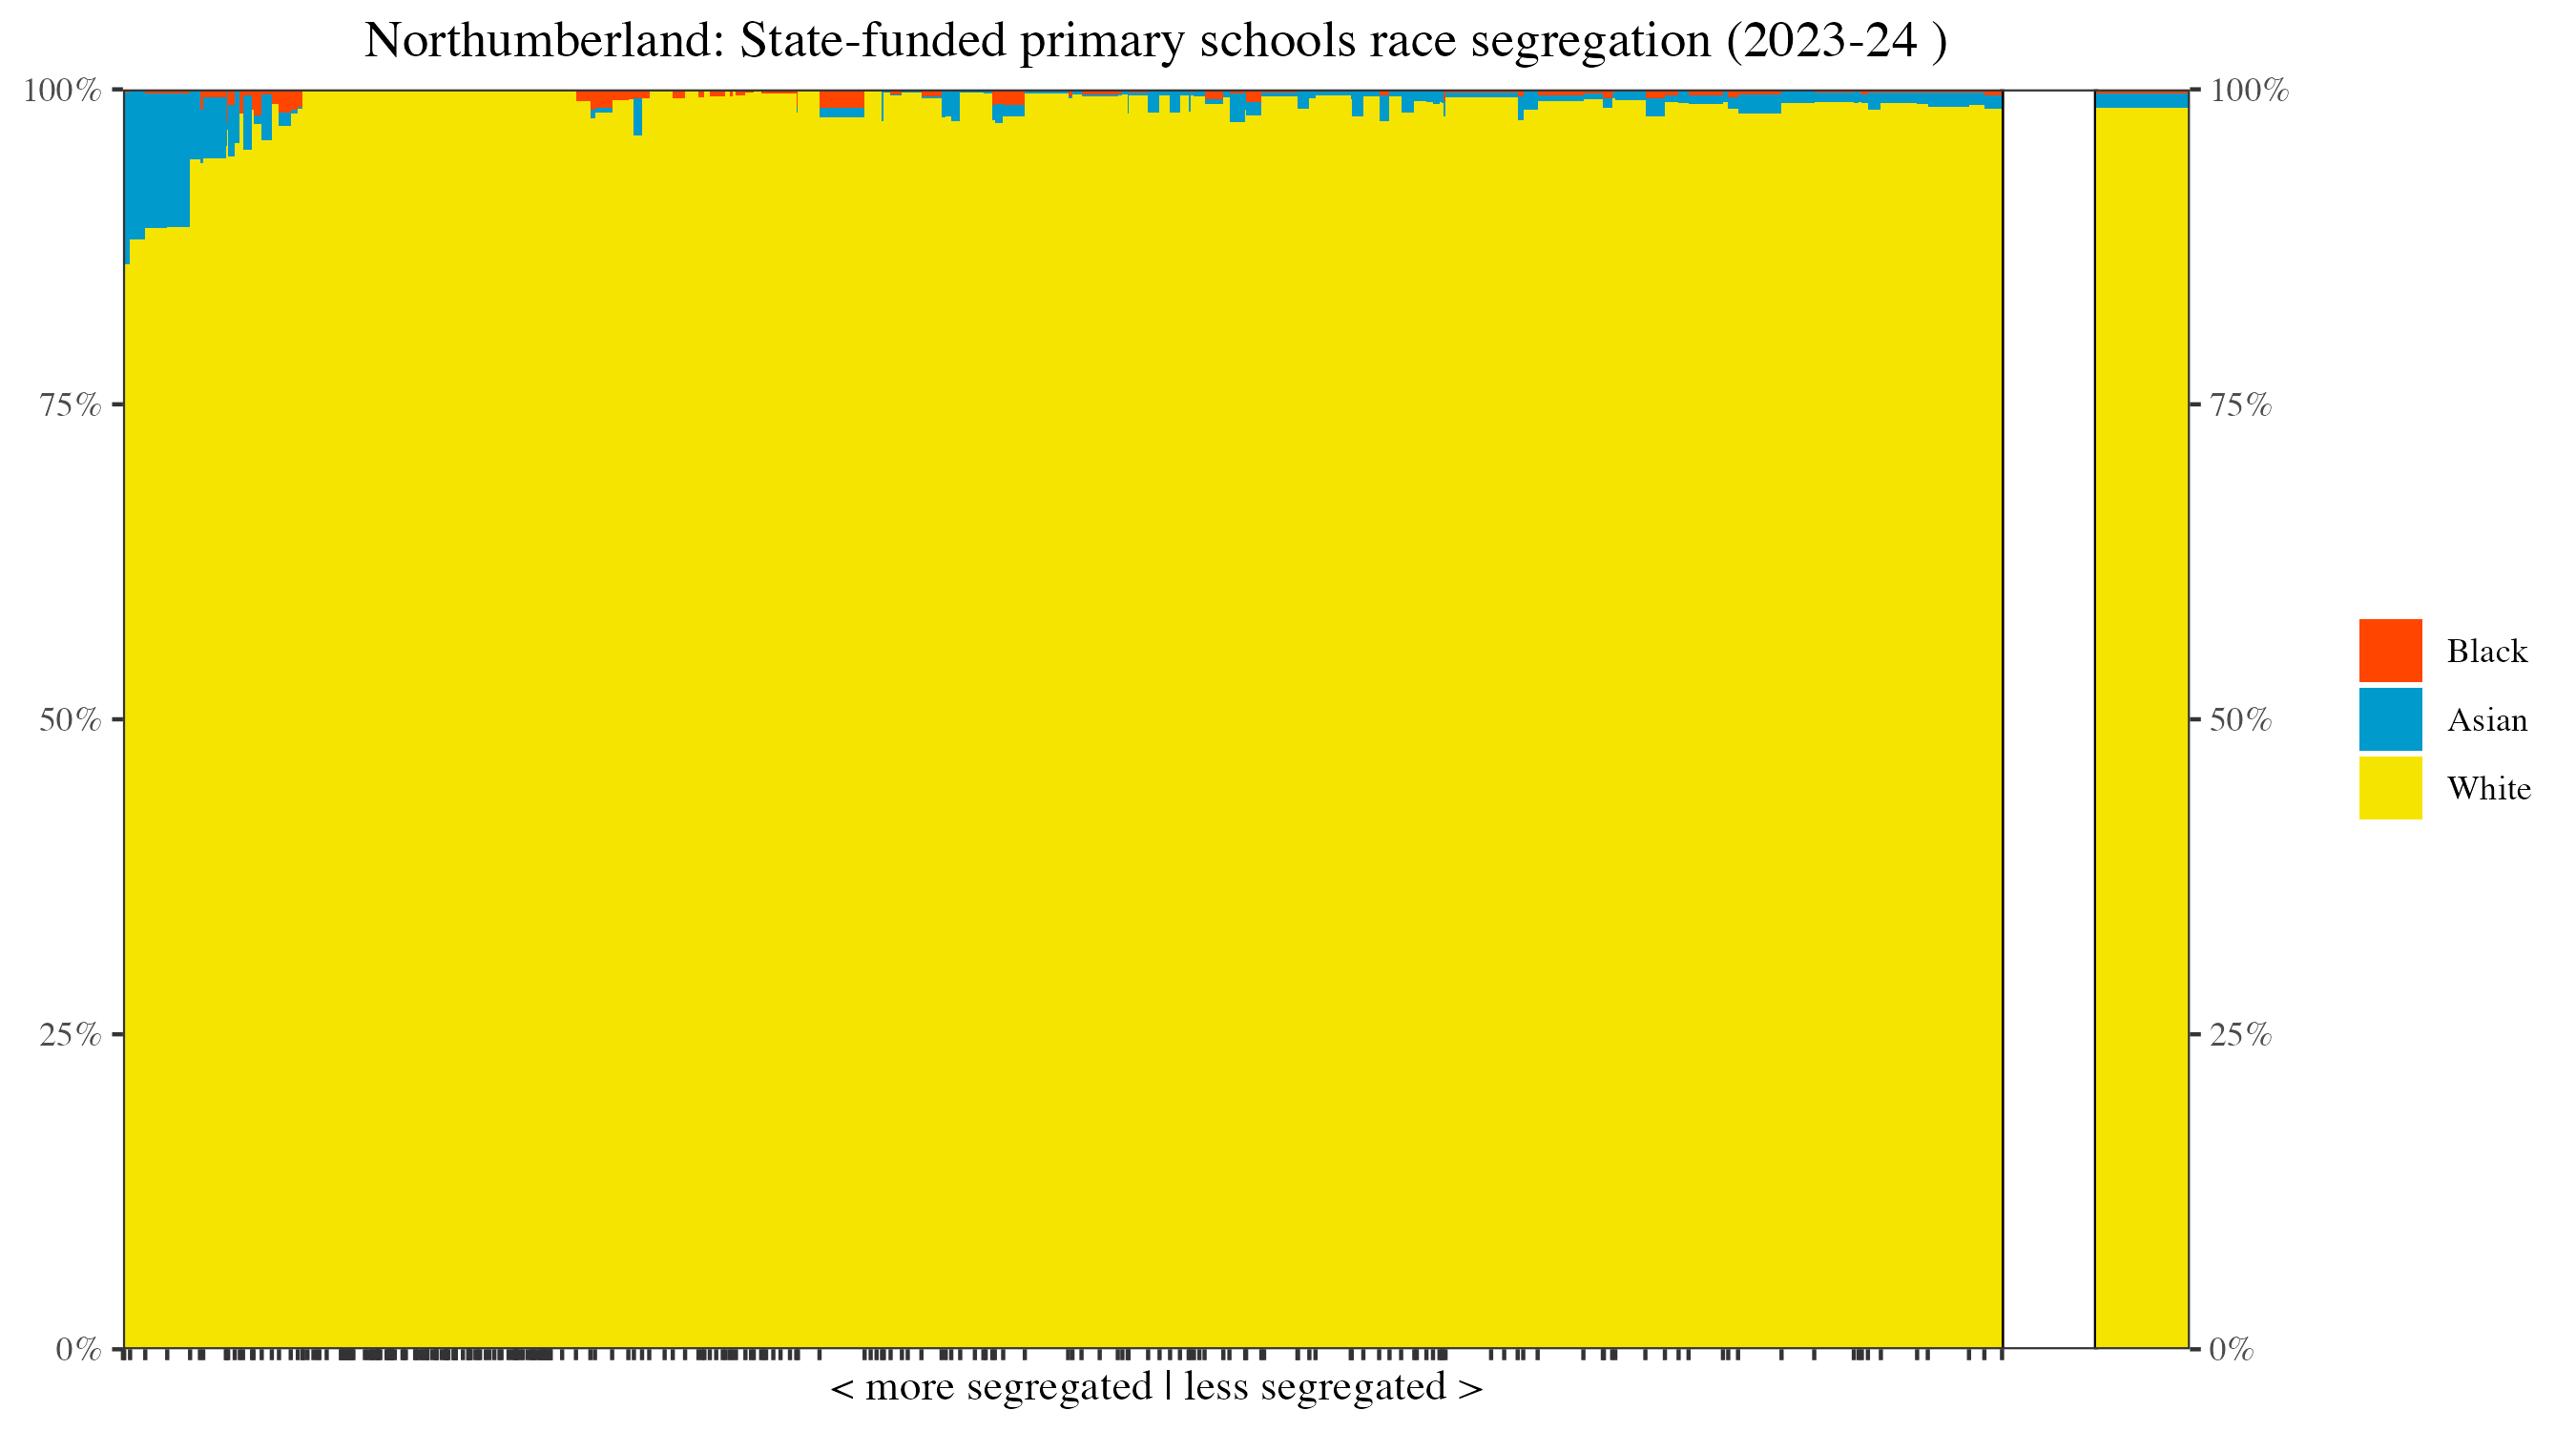 Northumberland: State-funded primary schools race segregation (2023-24 )
100%
75%
50%
25%
0%
100%
75%
50%
25%
0%
Black
Asian
White
< more segregated | less segregated >